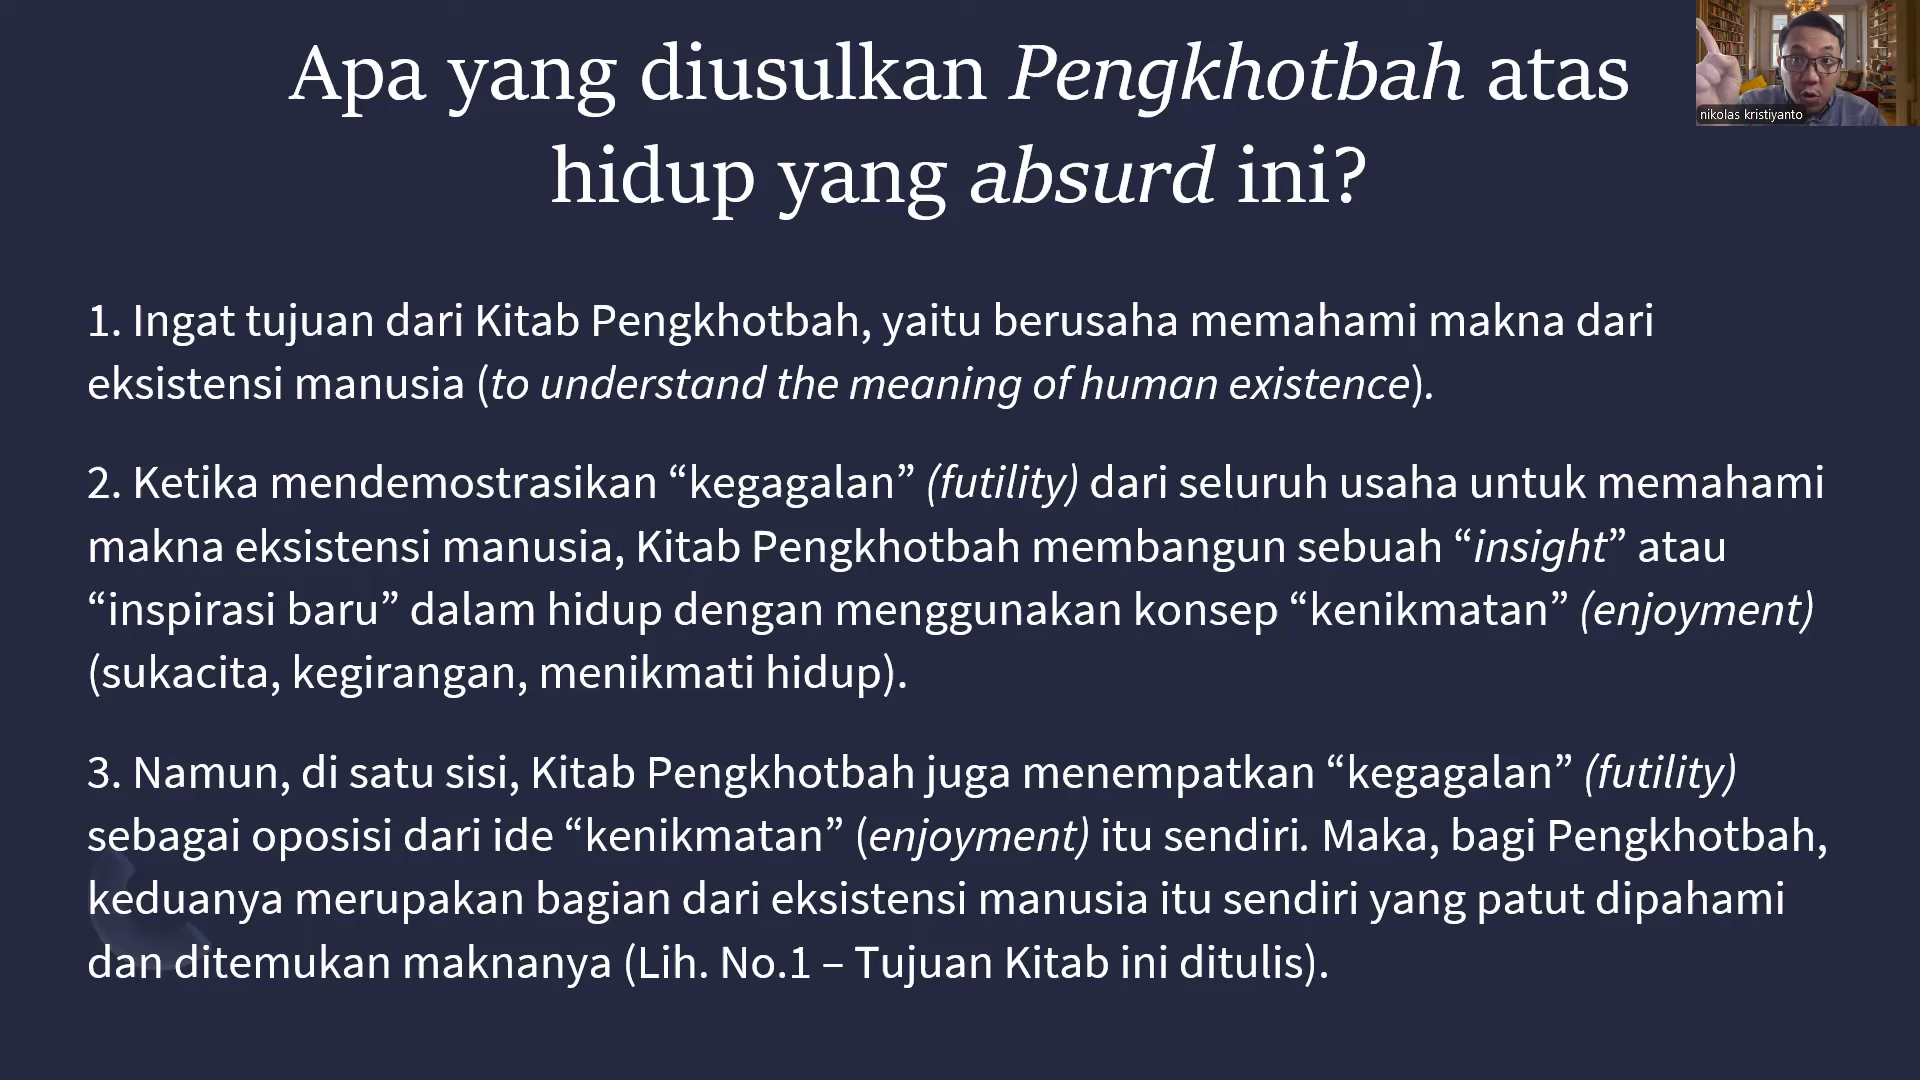 Apa yang diusulkan Pengkhotbah atas
hidup yang absurd ini?
nikolas kristiyanto
1. Ingat tujuan dari Kitab Pengkhotbah, yaitu berusaha memahami makna dari
eksistensi manusia (to understand the meaning of human existence).
2. Ketika mendemostrasikan “kegagalan” (futility) dari seluruh usaha untuk memahami
makna eksistensi manusia, Kitab Pengkhotbah membangun sebuah “insight” atau
“inspirasi baru” dalam hidup dengan menggunakan konsep “kenikmatan” (enjoyment)
(sukacita, kegirangan, menikmati hidup).
3. Namun, di satu sisi, Kitab Pengkhotbah juga menempatkan “kegagalan” (futility)
sebagai oposisi dari ide “kenikmatan” (enjoyment) itu sendiri. Maka, bagi Pengkhotbah,
keduanya merupakan bagian dari eksistensi manusia itu sendiri yang patut dipahami
dan ditemukan maknanya (Lih. No.1 – Tujuan Kitab ini ditulis).